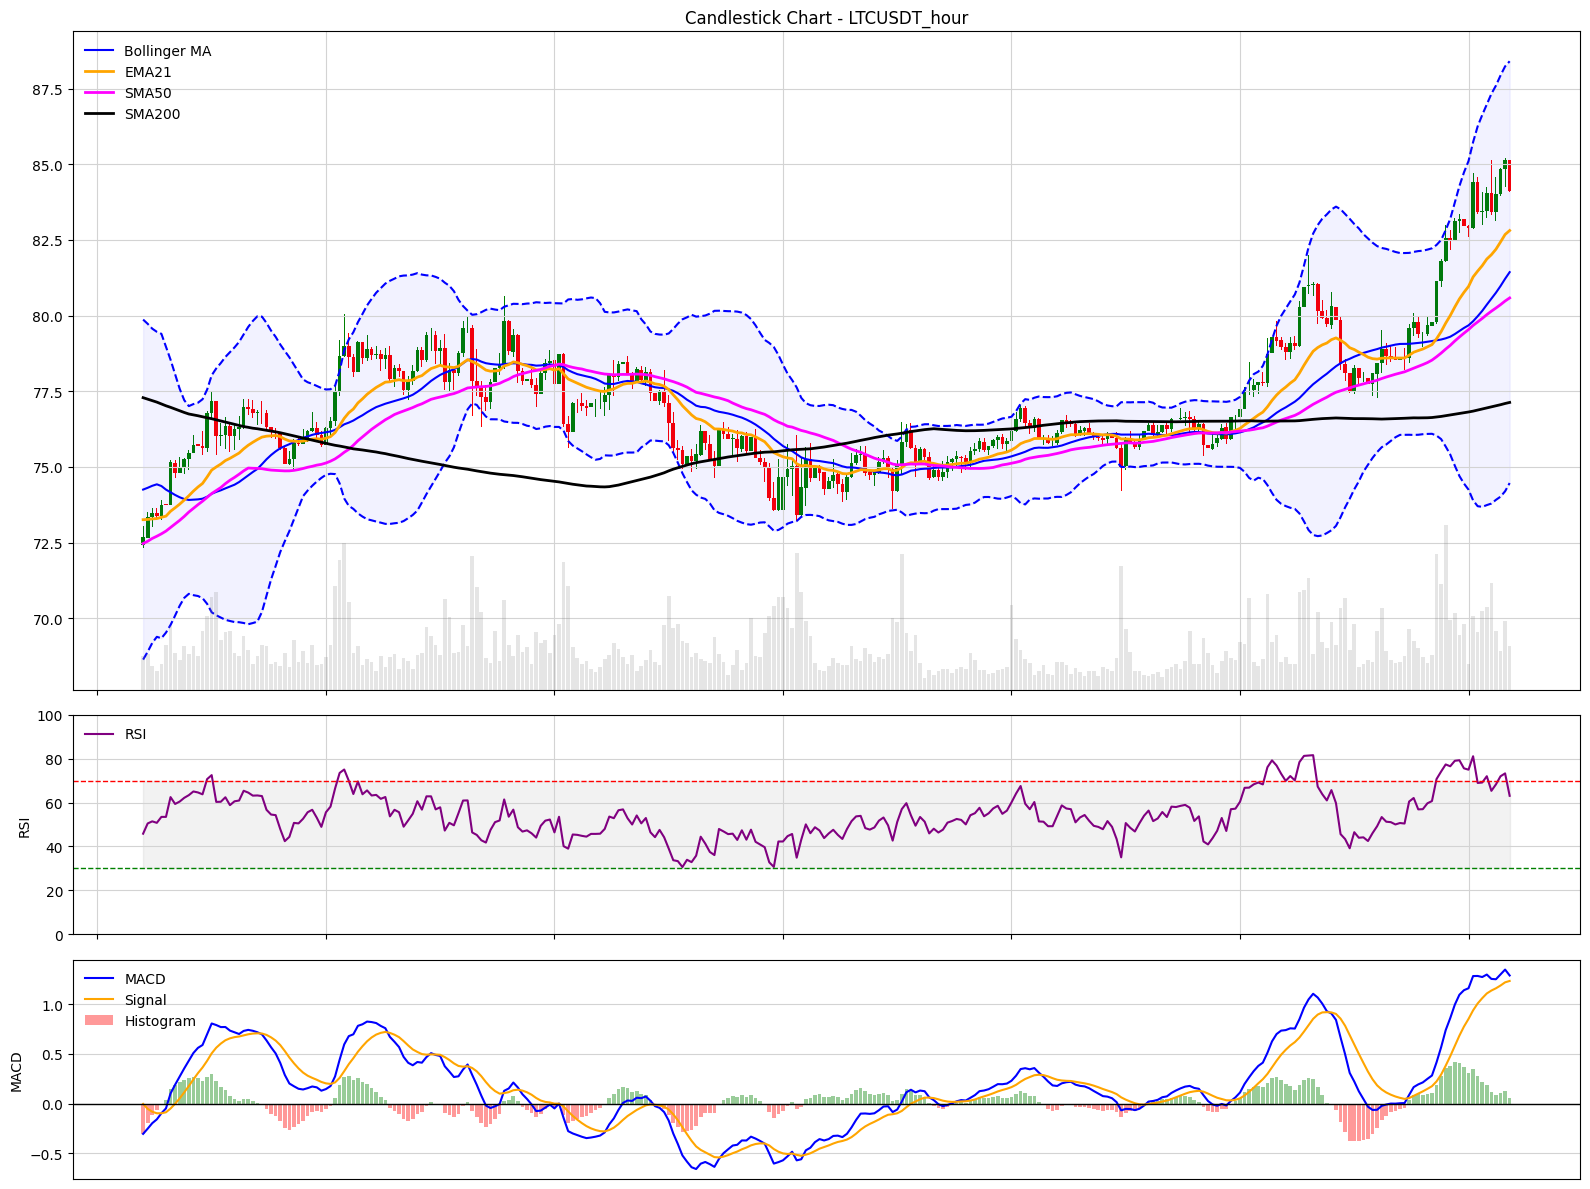 Candlestick Chart - LTCUSDT_hour
Bollinger MA
EMA21
SMA50
SMA200
87.5
85.0
82.5
80.0
77.5
75.0
72.5
70.0
RSI
100
80
60
40
20
0
RSI
MACD
Signal
Histogram
1.0
0.5
0.0
−0.5
MACD